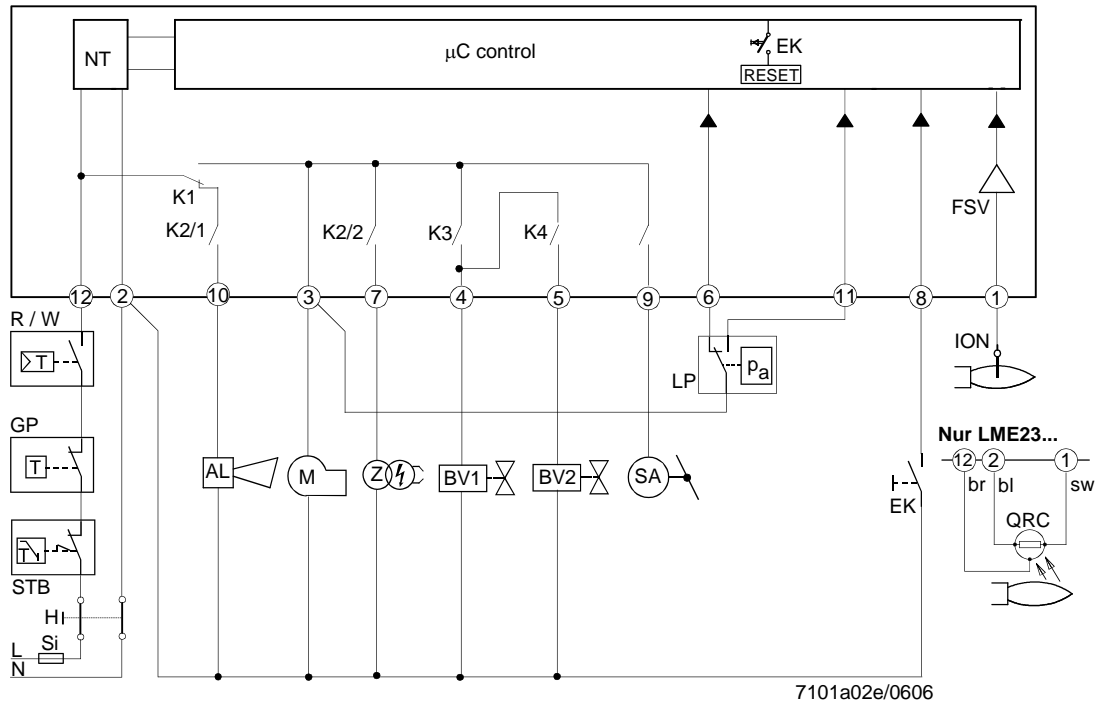 NT
μC control
EK
RESET
FSV
K1
K2/1
K2/2
K3
K4
12
2
10
3
7
4
5
9
6
11
8
1
R / W
T
GP
T
STB
T
H
L
Si
N
AL
M
Z
BV1
BV2
SA
LP
pa
EK
ION
Nur LME23...
12
2
1
br
bl
sw
QRC
7101a02e/0606